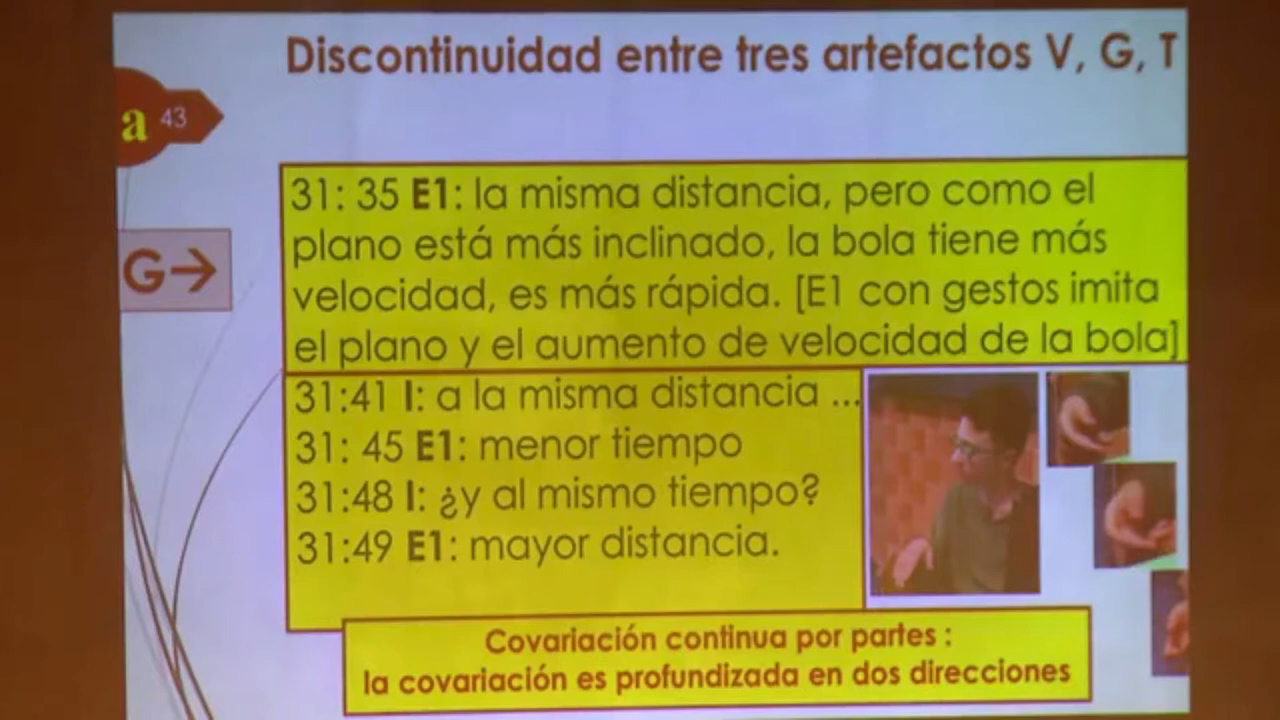 Discontinuidad entre tres artefactos V, G, T
a 43
31: 35 E1: la misma distancia, pero como el
plano está más inclinado, la bola tiene más
velocidad, es más rápida. [E1 con gestos imita
el plano y el aumento de velocidad de la bola]
G→
31:41 I: a la misma distancia ...
31: 45 E1: menor tiempo
31:48 I: ¿y al mismo tiempo?
31:49 E1: mayor distancia.
Covariación continua por partes :
la covariación es profundizada en dos direcciones